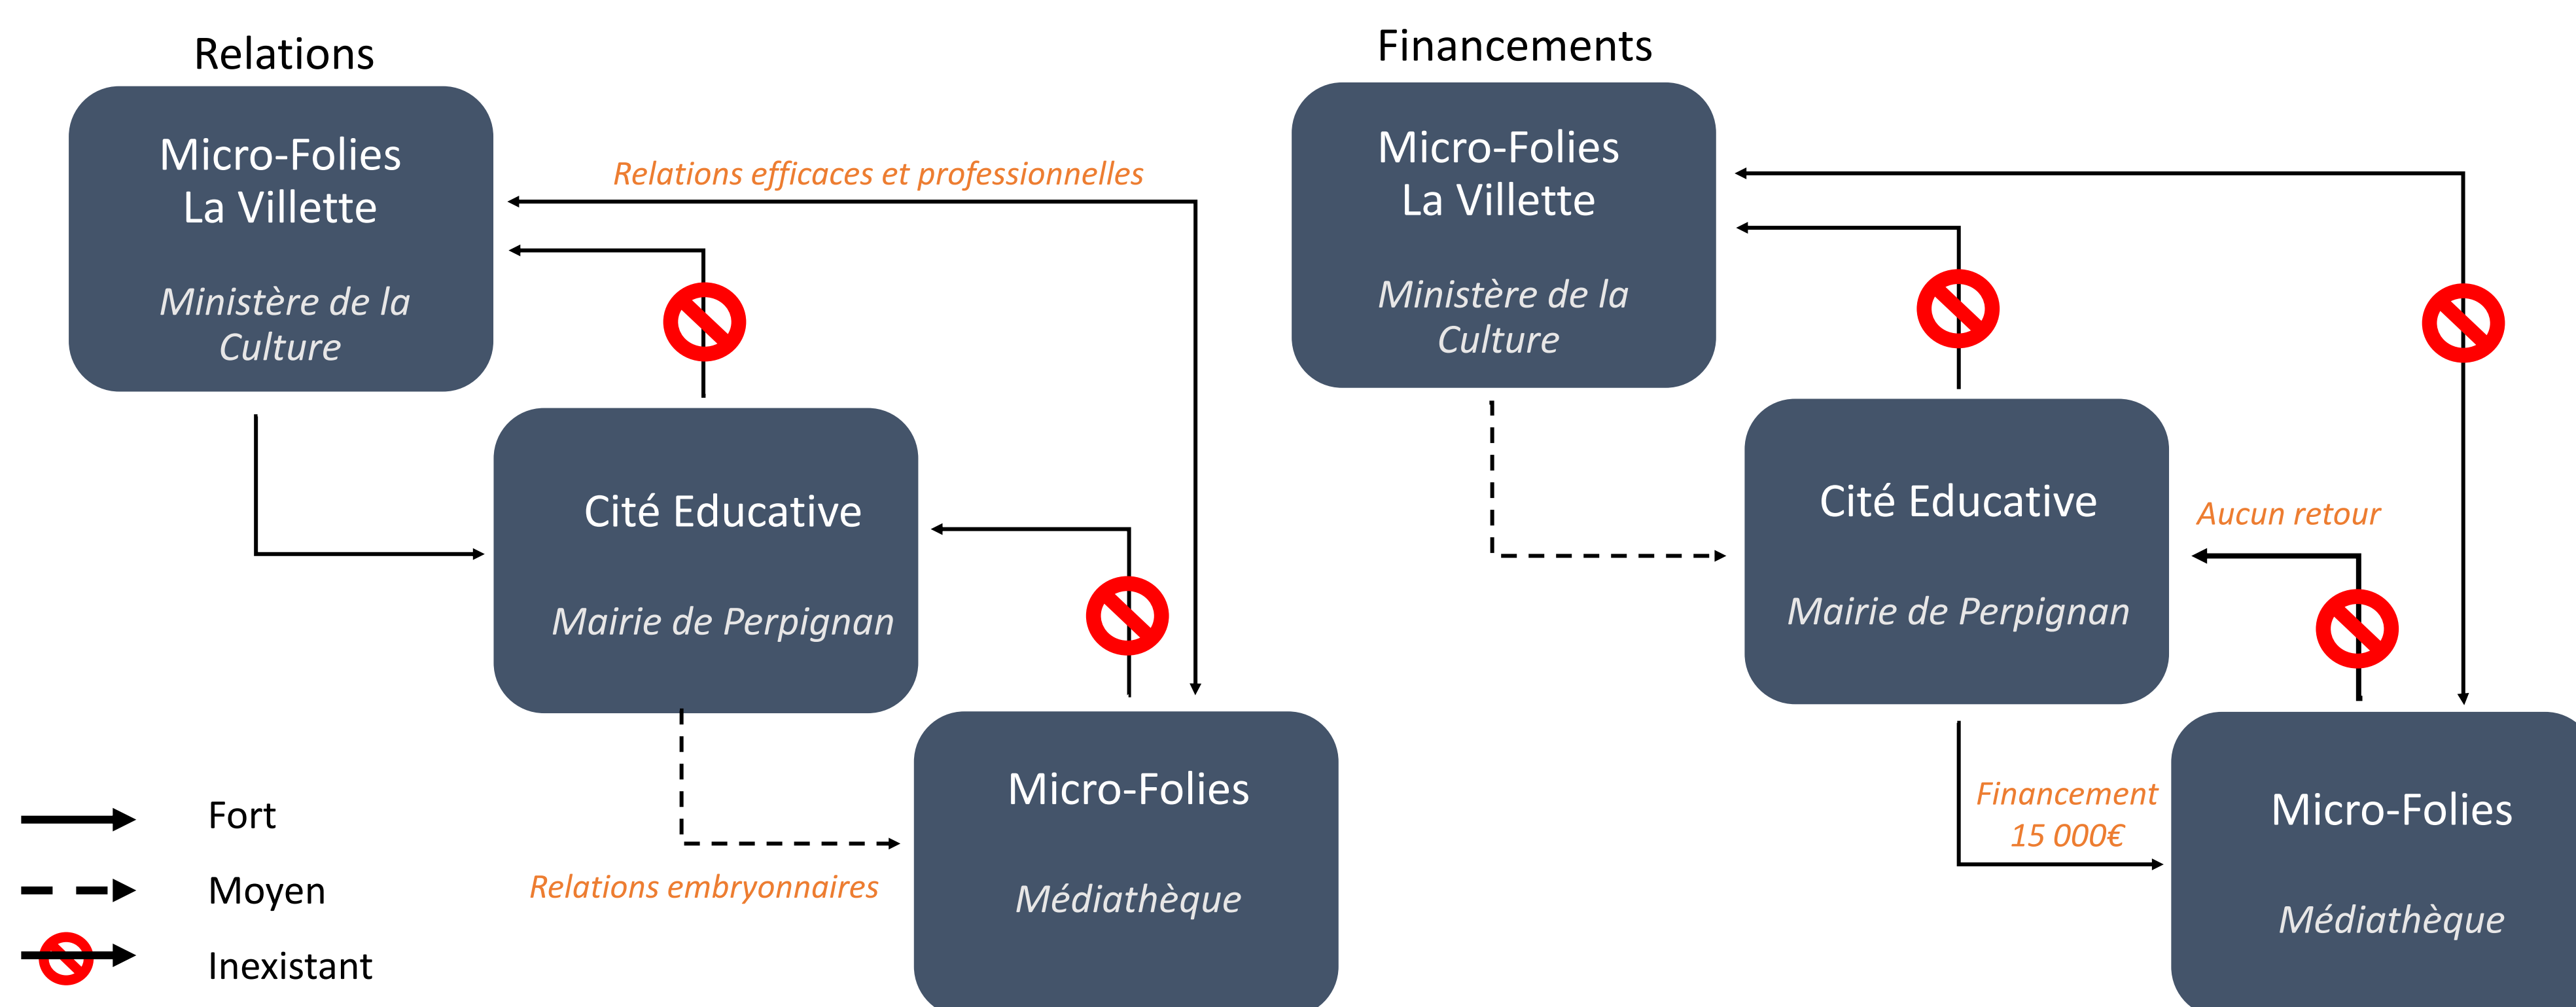 Relations
Micro-Folies
La Villette
Ministère de la
Culture
Relations efficaces et professionnelles
Cité Educative
Mairie de Perpignan
Relations embryonnaires
Micro-Folies
Médiathèque
Fort
Moyen
Inexistant
Financements
Micro-Folies
La Villette
Ministère de la
Culture
Cité Educative
Mairie de Perpignan
Aucun retour
Financement
15 000€
Micro-Folies
Médiathèque